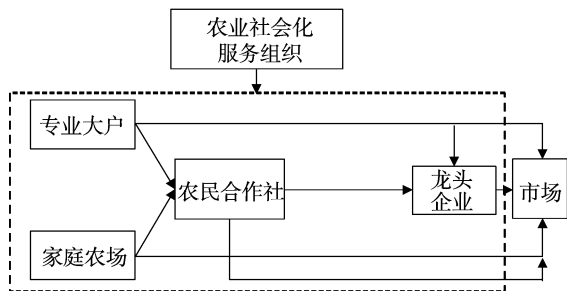 农业社会化
服务组织
专业大户
农民合作社
龙头
企业
市场
家庭农场